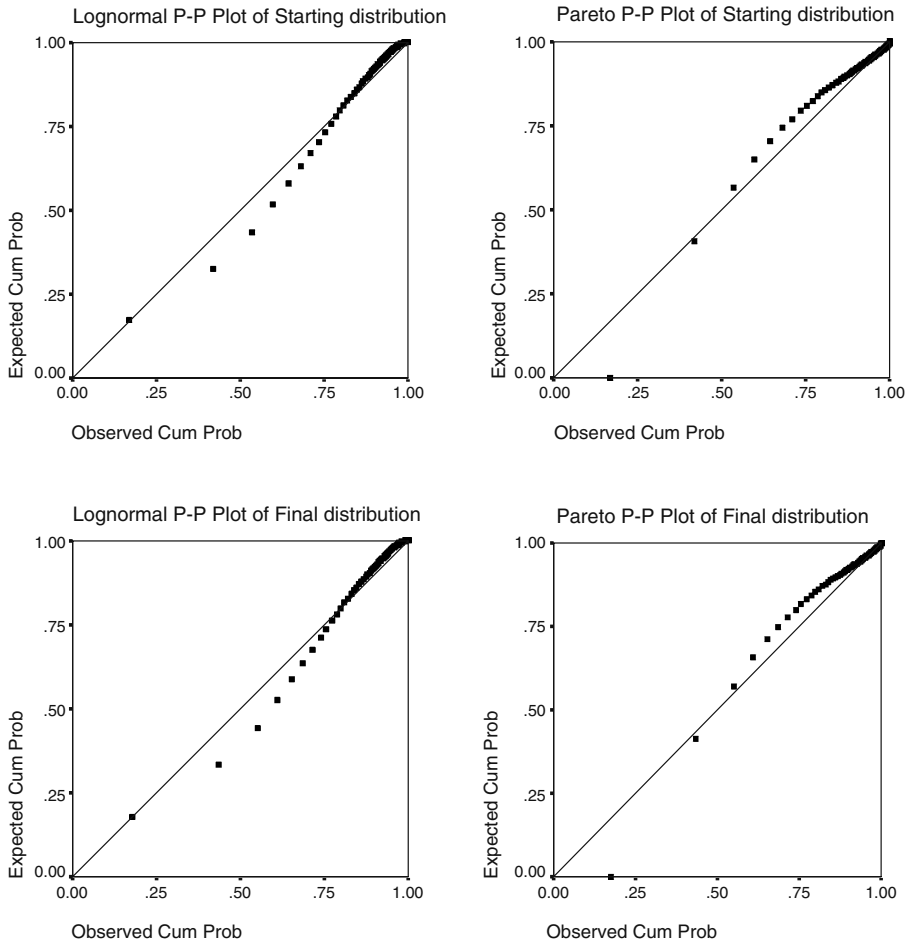 Lognormal P-P Plot of Starting distribution
1.00
.75
.50
.25
0.00
Expected Cum Prob
0.00 .25 .50 .75 1.00
Observed Cum Prob
Pareto P-P Plot of Starting distribution
1.00
.75
.50
.25
0.00
Expected Cum Prob
0.00 .25 .50 .75 1.00
Observed Cum Prob
Lognormal P-P Plot of Final distribution
1.00
.75
.50
.25
0.00
Expected Cum Prob
0.00 .25 .50 .75 1.00
Observed Cum Prob
Pareto P-P Plot of Final distribution
1.00
.75
.50
.25
0.00
Expected Cum Prob
0.00 .25 .50 .75 1.00
Observed Cum Prob